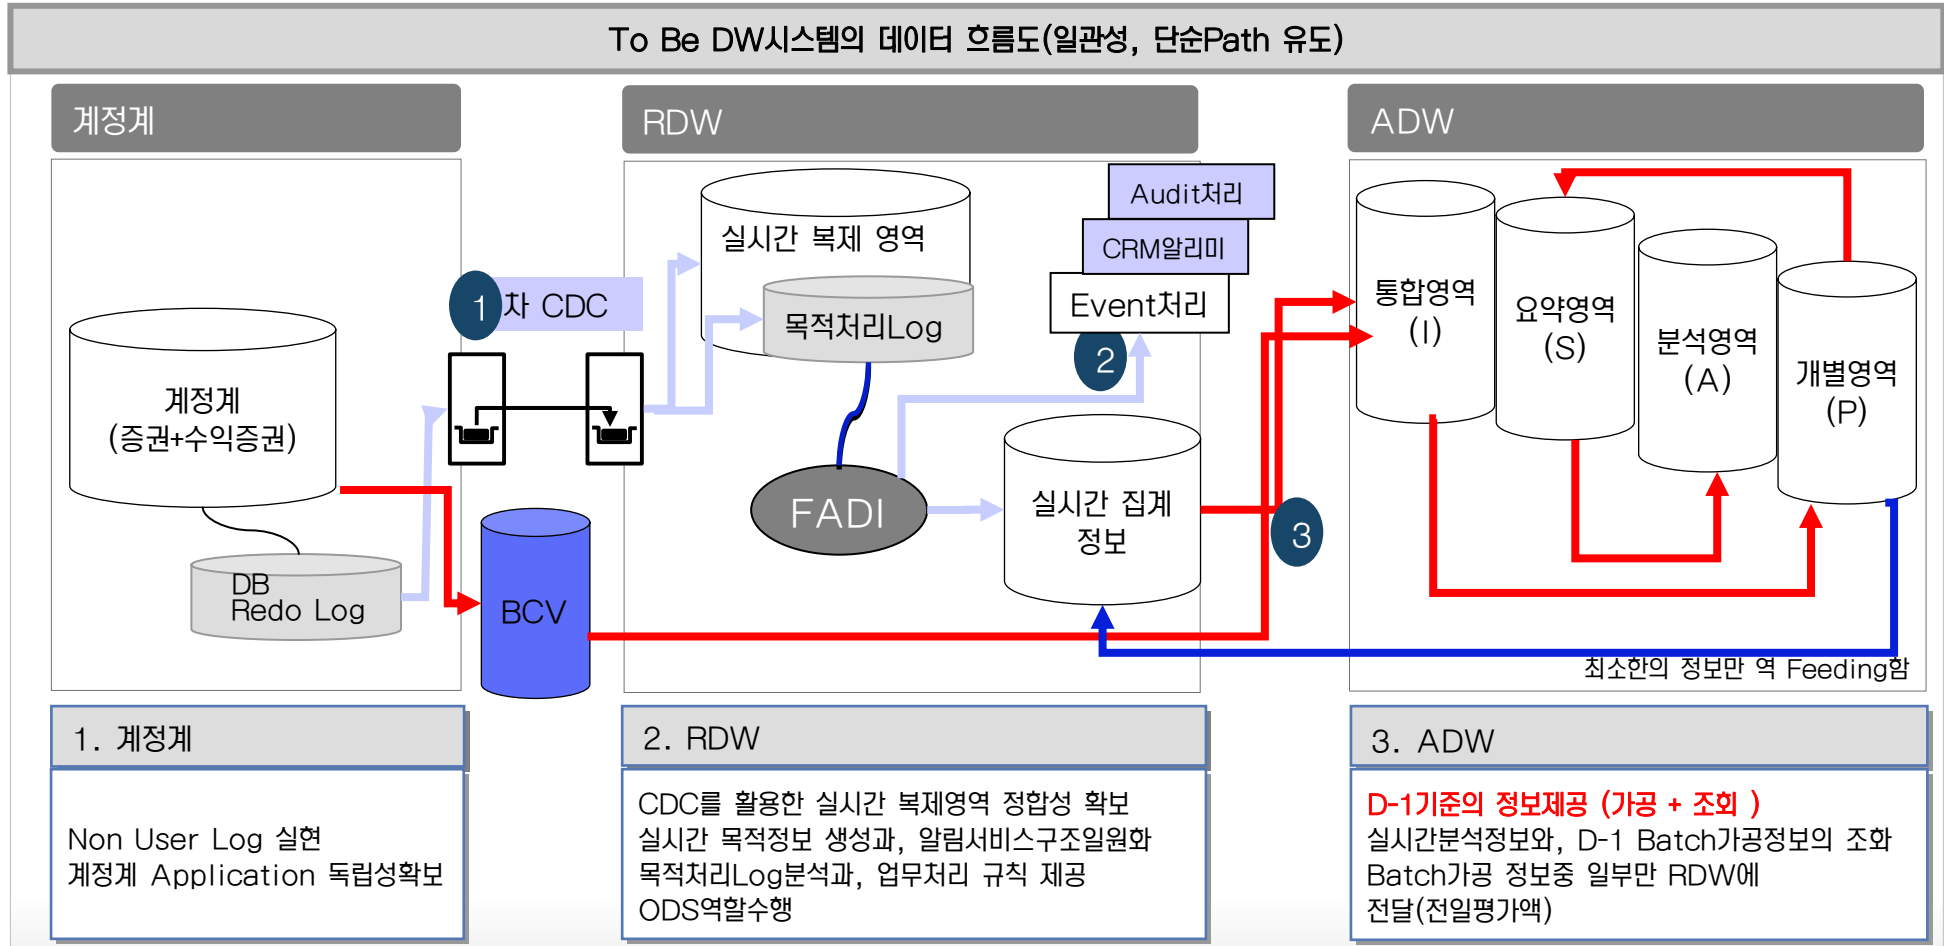 To Be DW시스템의 데이터 흐름도(일관성, 단순Path 유도)
계정계
RDW
ADW
계정계
(증권+수익증권)
DB
Redo Log
1차 CDC
BCV
실시간 복제 영역
목적처리Log
FADI
Audit처리
CRM알리미
Event처리
2
실시간 집계
정보
3
통합영역
(I)
요약영역
(S)
분석영역
(A)
개별영역
(P)
최소한의 정보만 역 Feeding함
1. 계정계
Non User Log 실현
계정계 Application 독립성확보
2. RDW
CDC를 활용한 실시간 복제영역 정합성 확보
실시간 목적정보 생성과, 알림서비스구조일원화
목적처리Log분석과, 업무처리 규칙 제공
ODS역할수행
3. ADW
D-1기준의 정보제공 (가공 + 조회 )
실시간분석정보와, D-1 Batch가공정보의 조화
Batch가공 정보중 일부만 RDW에
전달(전일평가액)